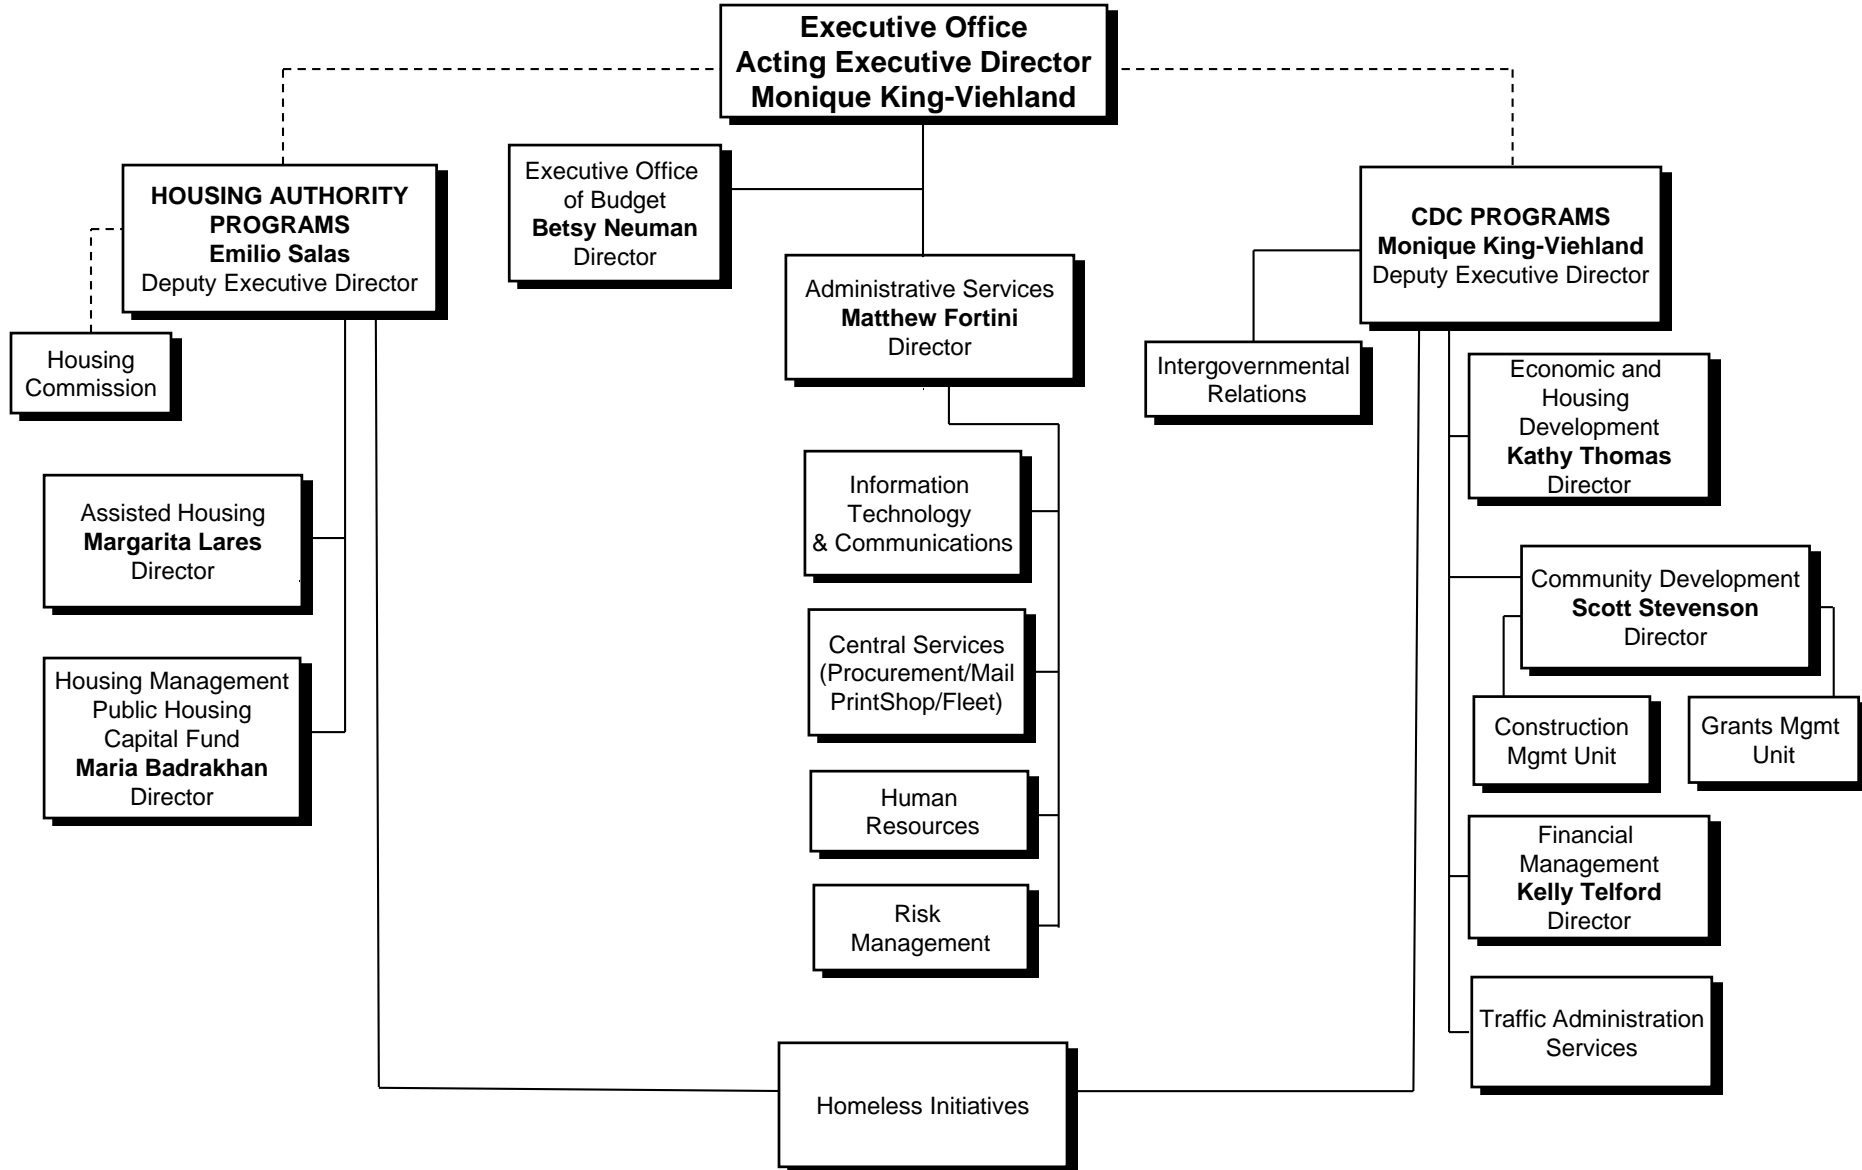 Executive Office
Acting Executive Director
Monique King-Viehland
HOUSING AUTHORITY
PROGRAMS
Emilio Salas
Deputy Executive Director
Executive Office
of Budget
Betsy Neuman
Director
Administrative Services
Matthew Fortini
Director
CDC PROGRAMS
Monique King-Viehland
Deputy Executive Director
Housing
Commission
Intergovernmental
Relations
Economic and
Housing
Development
Kathy Thomas
Director
Assisted Housing
Margarita Lares
Director
Information
Technology
& Communications
Community Development
Scott Stevenson
Director
Housing Management
Public Housing
Capital Fund
Maria Badrakhan
Director
Central Services
(Procurement/Mail
PrintShop/Fleet)
Construction
Mgmt Unit
Grants Mgmt
Unit
Human
Resources
Financial
Management
Kelly Telford
Director
Risk
Management
Traffic Administration
Services
Homeless Initiatives